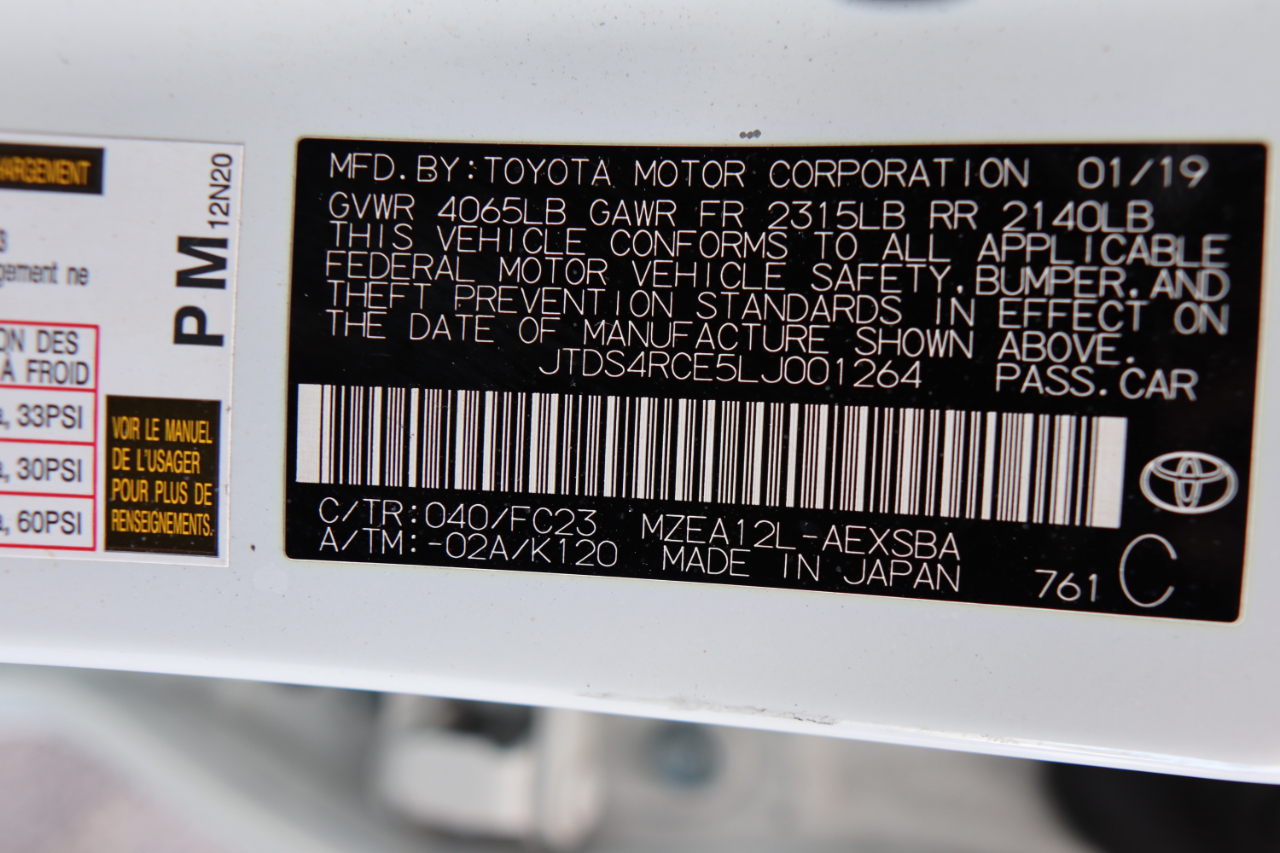 HARGEMENT
3
gement ne
ON DES
À FROID
a, 33PSI
a, 30PSI
a, 60PSI
PM
12N20
VOIR LE MANUEL
DE L'USAGER
POUR PLUS DE
RENSEIGNEMENTS.
MFD.BY:TOYOTA MOTOR CORPORATION 01/19
GVWR 4065LB GAWR FR 2315LB RR 2140LB
THIS VEHICLE CONFORMS TO ALL APPLICABLE
FEDERAL MOTOR VEHICLE SAFETY,BUMPER,AND
THEFT PREVENTION STANDARDS IN EFFECT ON
THE DATE OF MANUFACTURE SHOWN ABOVE.
JTDS4RCE5LJ001264 PASS.CAR
C/TR:040/FC23 MZEA12L-AEXSBA
A/TM:-02A/K120 MADE IN JAPAN 761 C